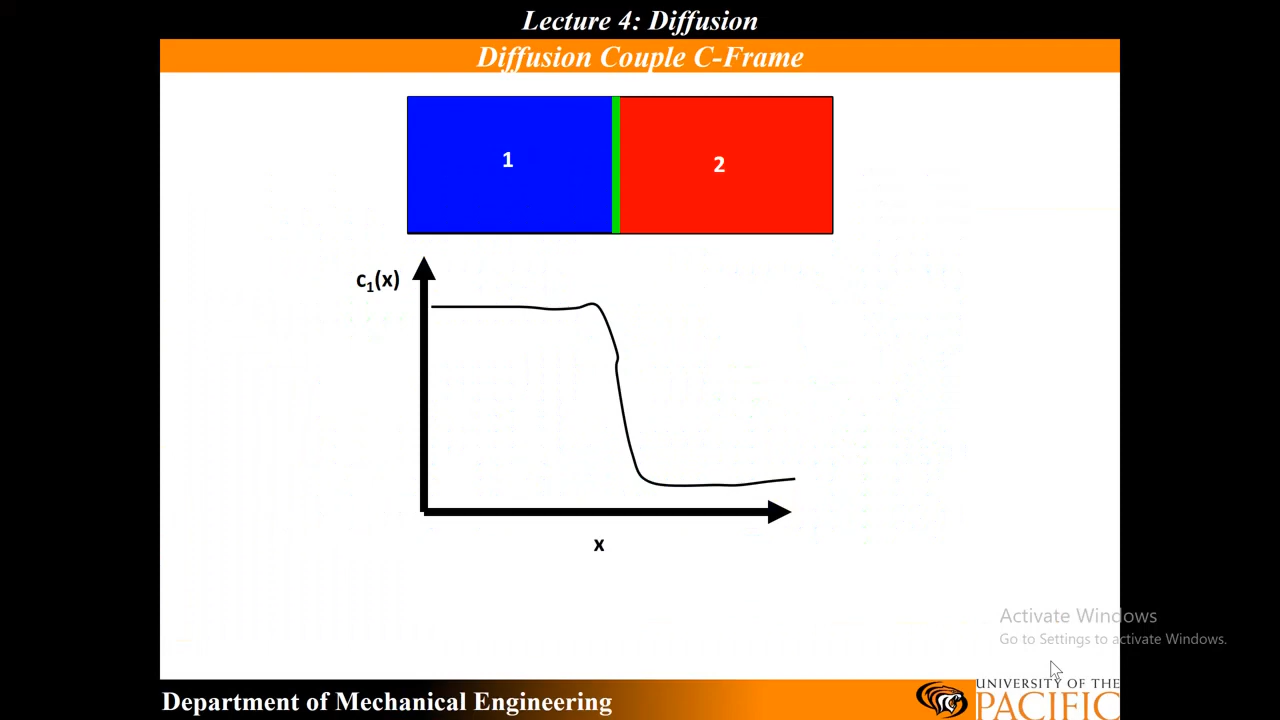 Lecture 4: Diffusion
Diffusion Couple C-Frame
1
2
c₁(x)
x
Activate Windows
Go to Settings to activate Windows.
Department of Mechanical Engineering
UNIVERSITY OF THE
PACIFIC